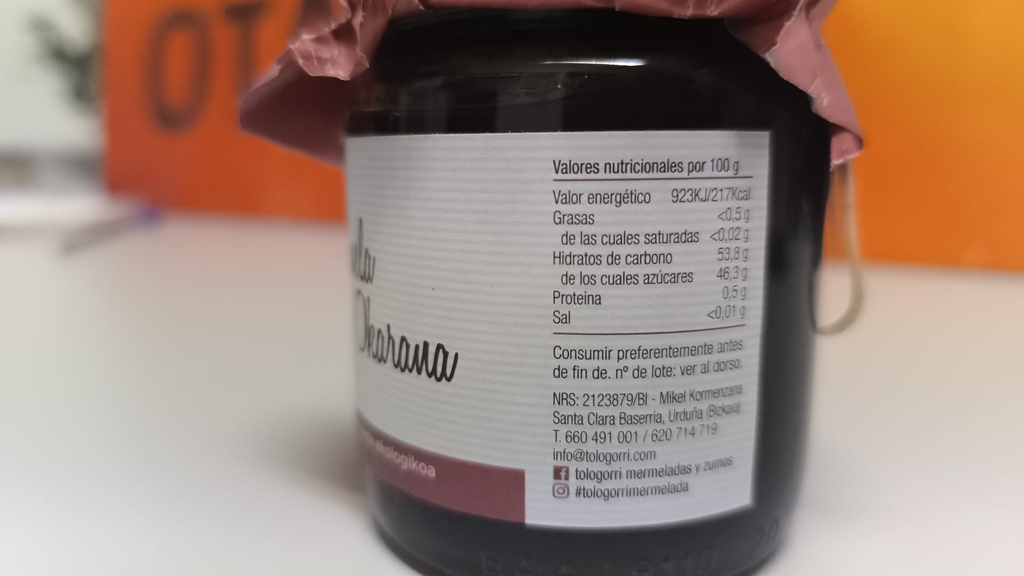 OT
Okarana
ekologikoa
Valores nutricionales por 100 g
Valor energético 923KJ/217Kcal
Grasas <0,5 g
de las cuales saturadas <0,02 g
Hidratos de carbono 53,8 g
de los cuales azúcares 46,3 g
Proteina 0,5 g
Sal <0,01 g
Consumir preferentemente antes
de fin de. nº de lote: ver al dorso.
NRS: 2123879/BI - Mikel Kormenzana
Santa Clara Baserria, Urduña (Bizkaia)
T. 660 491 001 / 620 714 719
info@tologorri.com
tologorri mermeladas y zumos
#tologorrimermelada